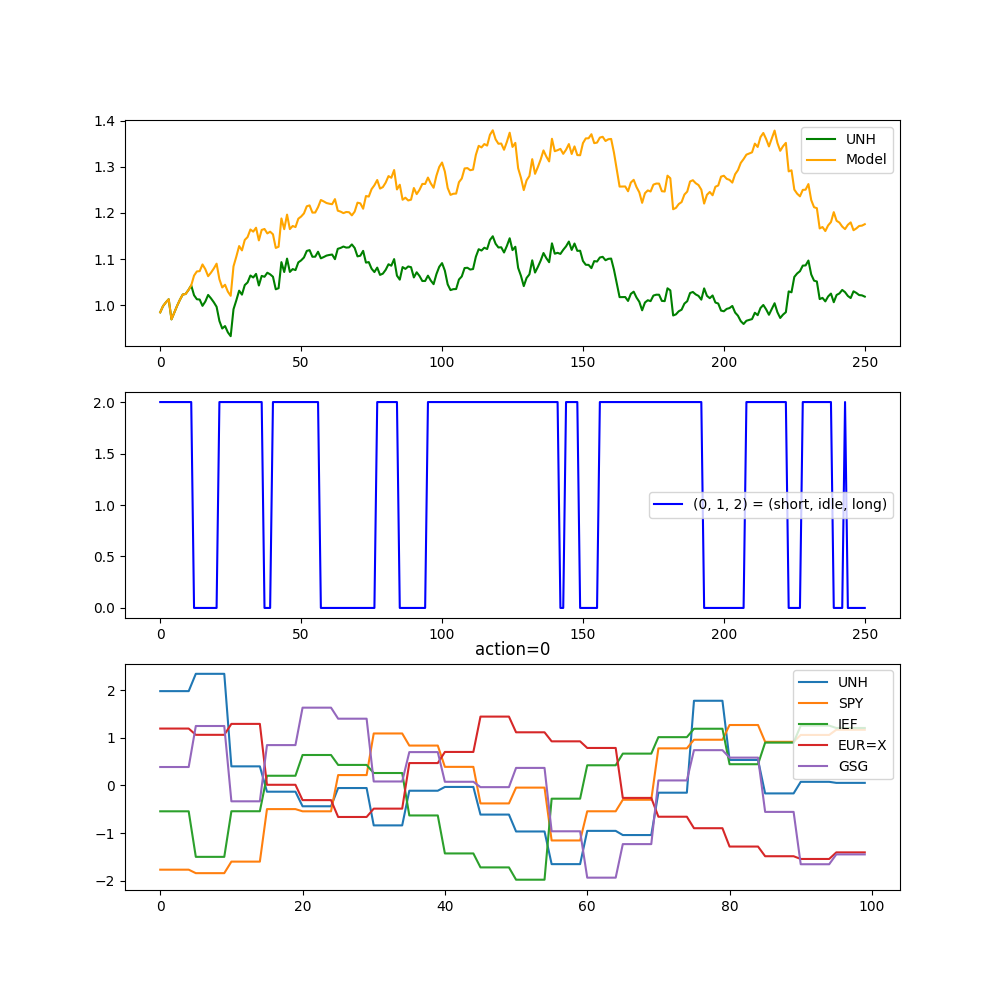 1.4
1.3
1.2
1.1
1.0
UNH
Model
0 50 100 150 200 250
2.0
1.5
1.0
0.5
0.0
(0, 1, 2) = (short, idle, long)
0 50 100 150 200 250
action=0
2
1
0
−1
−2
UNH
SPY
IEF
EUR=X
GSG
0 20 40 60 80 100